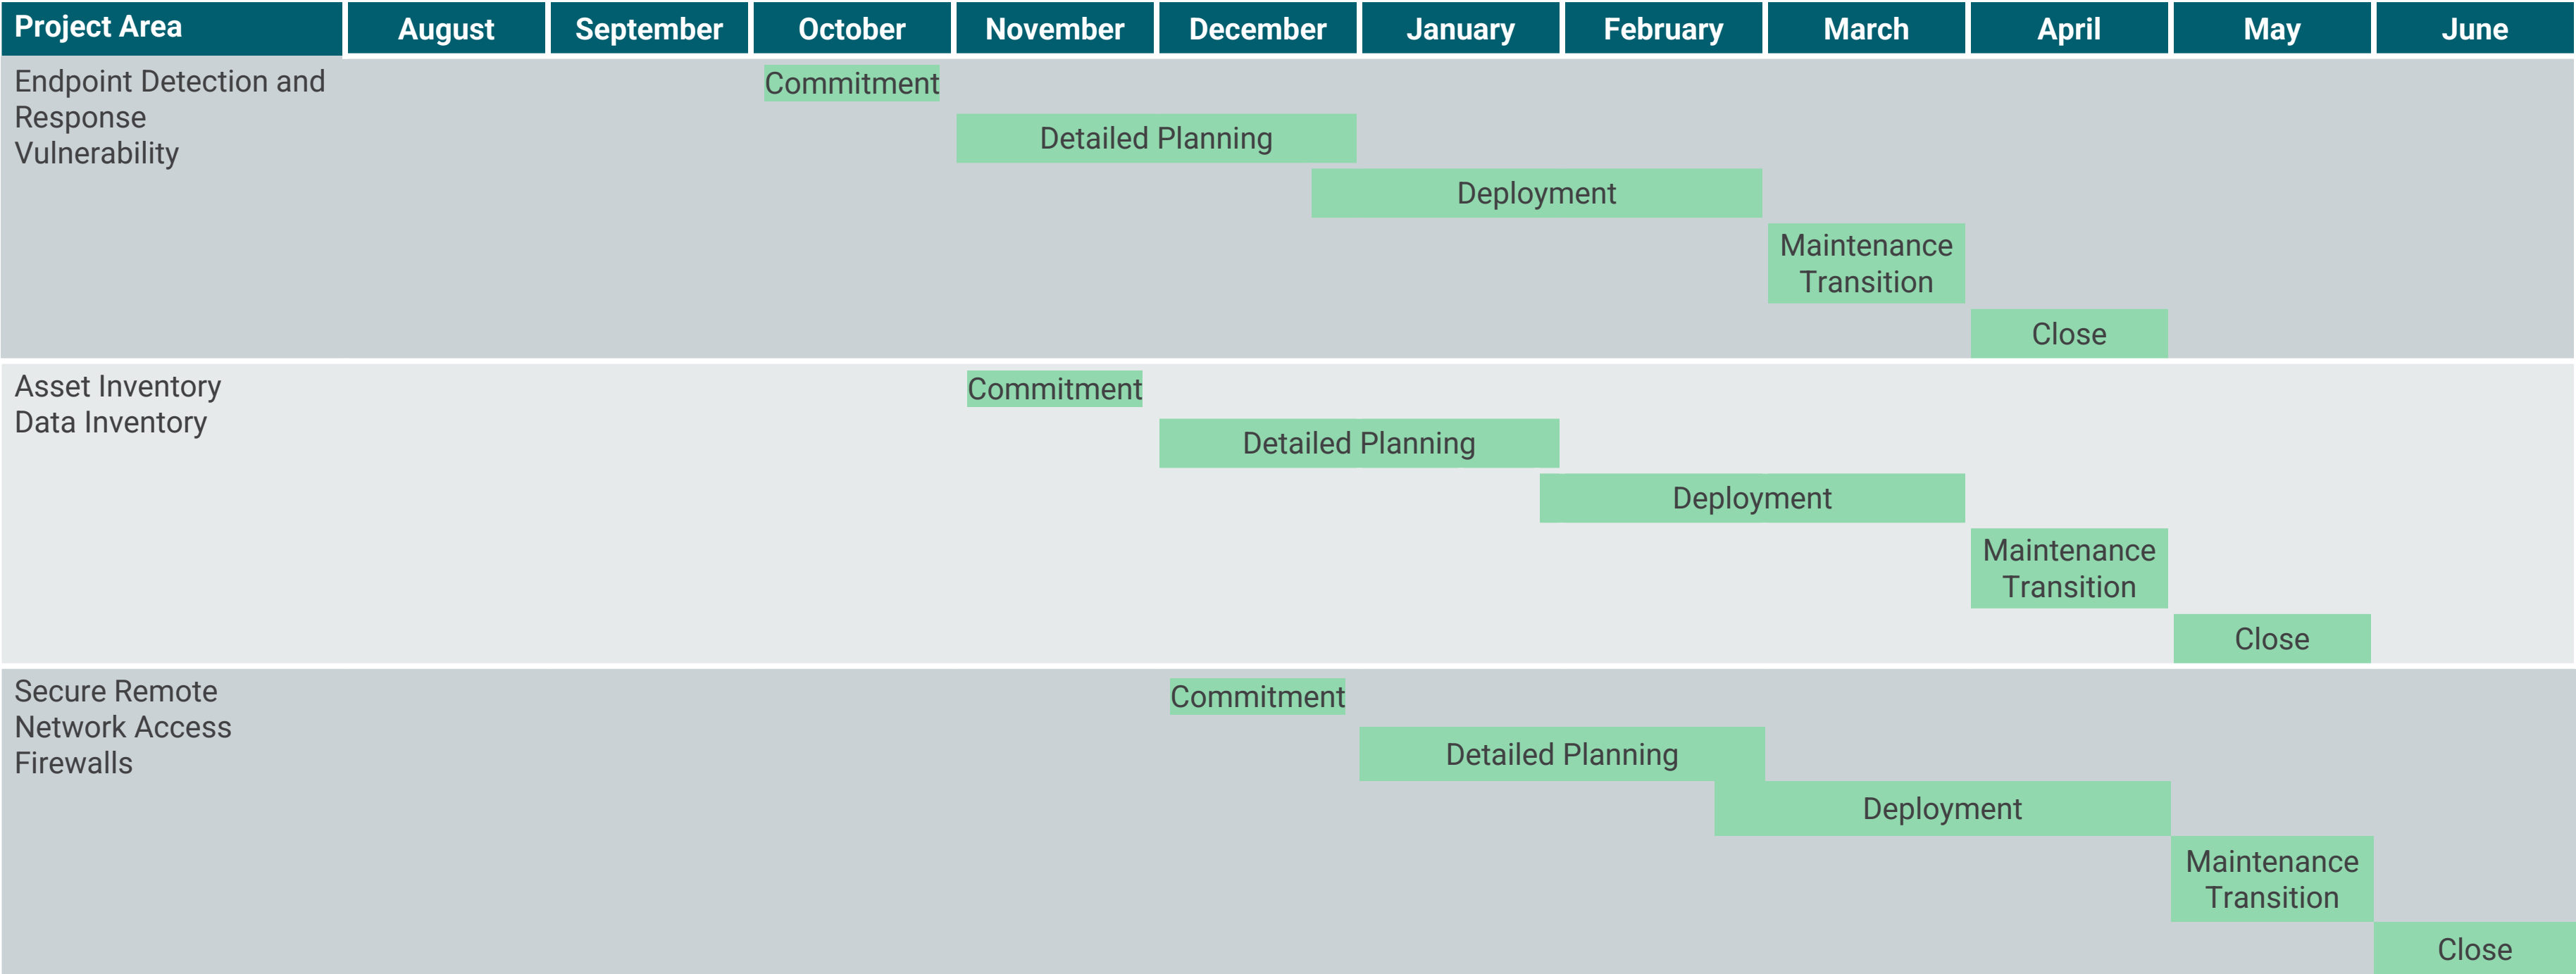 Project Area August September October November December January February March April May June
Endpoint Detection and
Response
Vulnerability
Commitment
Detailed Planning
Deployment
Maintenance
Transition
Close
Asset Inventory
Data Inventory
Commitment
Detailed Planning
Deployment
Maintenance
Transition
Close
Secure Remote
Network Access
Firewalls
Commitment
Detailed Planning
Deployment
Maintenance
Transition
Close